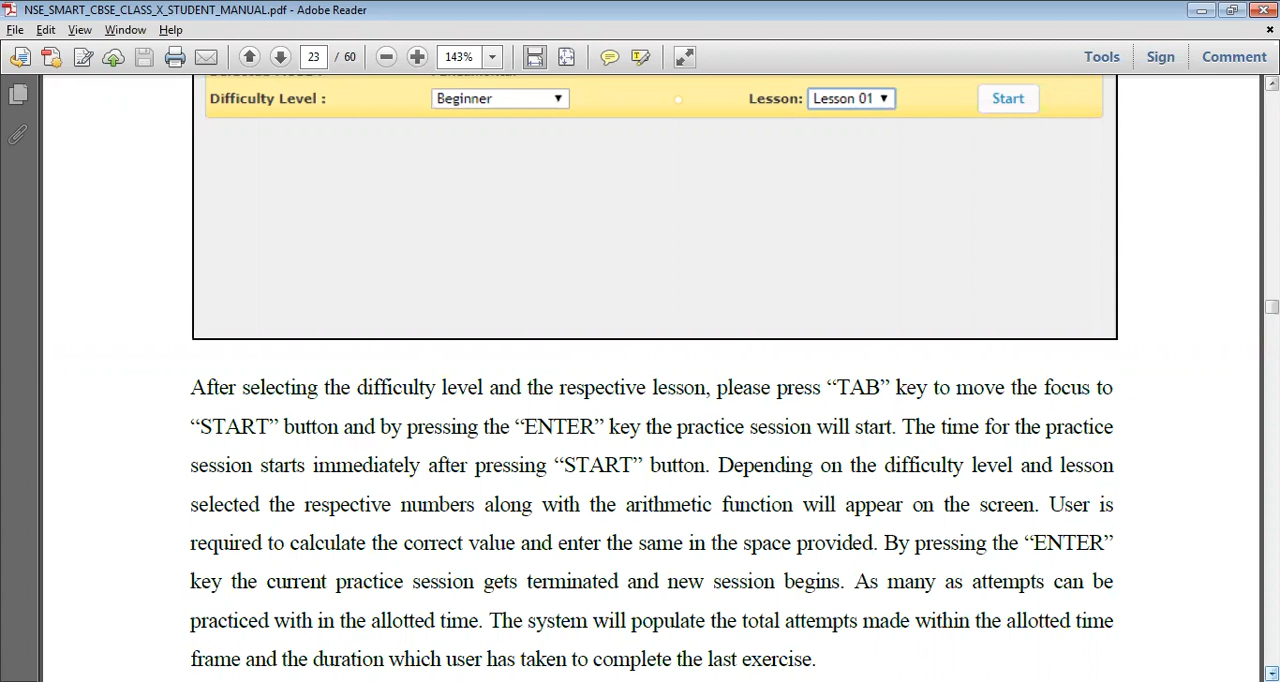 NSE_SMART_CBSE_CLASS_X_STUDENT_MANUAL.pdf - Adobe Reader
File Edit View Window Help
23 / 60 143% Tools Sign Comment
Difficulty Level : Beginner Lesson: Lesson 01 Start
After selecting the difficulty level and the respective lesson, please press “TAB” key to move the focus to
“START” button and by pressing the “ENTER” key the practice session will start. The time for the practice
session starts immediately after pressing “START” button. Depending on the difficulty level and lesson
selected the respective numbers along with the arithmetic function will appear on the screen. User is
required to calculate the correct value and enter the same in the space provided. By pressing the “ENTER”
key the current practice session gets terminated and new session begins. As many as attempts can be
practiced with in the allotted time. The system will populate the total attempts made within the allotted time
frame and the duration which user has taken to complete the last exercise.